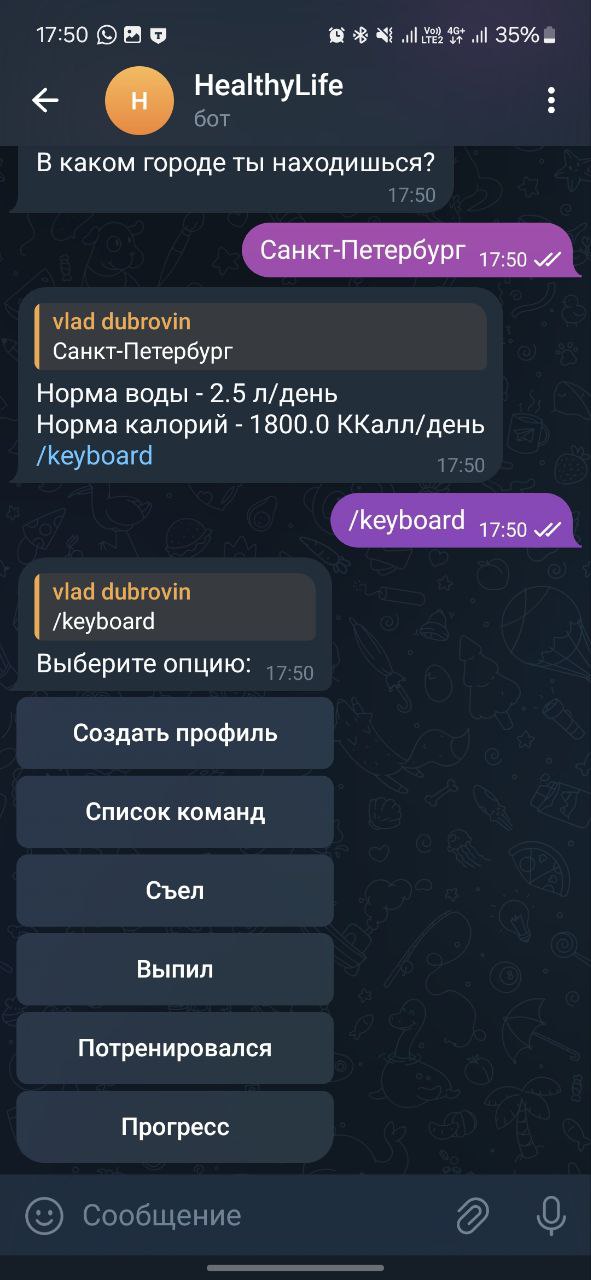 17:50 Vo)) LTE2 4G+ 35%
H HealthyLife
бот
В каком городе ты находишься?
17:50
Санкт-Петербург 17:50
vlad dubrovin
Санкт-Петербург
Норма воды - 2.5 л/день
Норма калорий - 1800.0 ККалл/день
/keyboard
17:50
/keyboard 17:50
vlad dubrovin
/keyboard
Выберите опцию: 17:50
Создать профиль
Список команд
Съел
Выпил
Потренировался
Прогресс
Сообщение